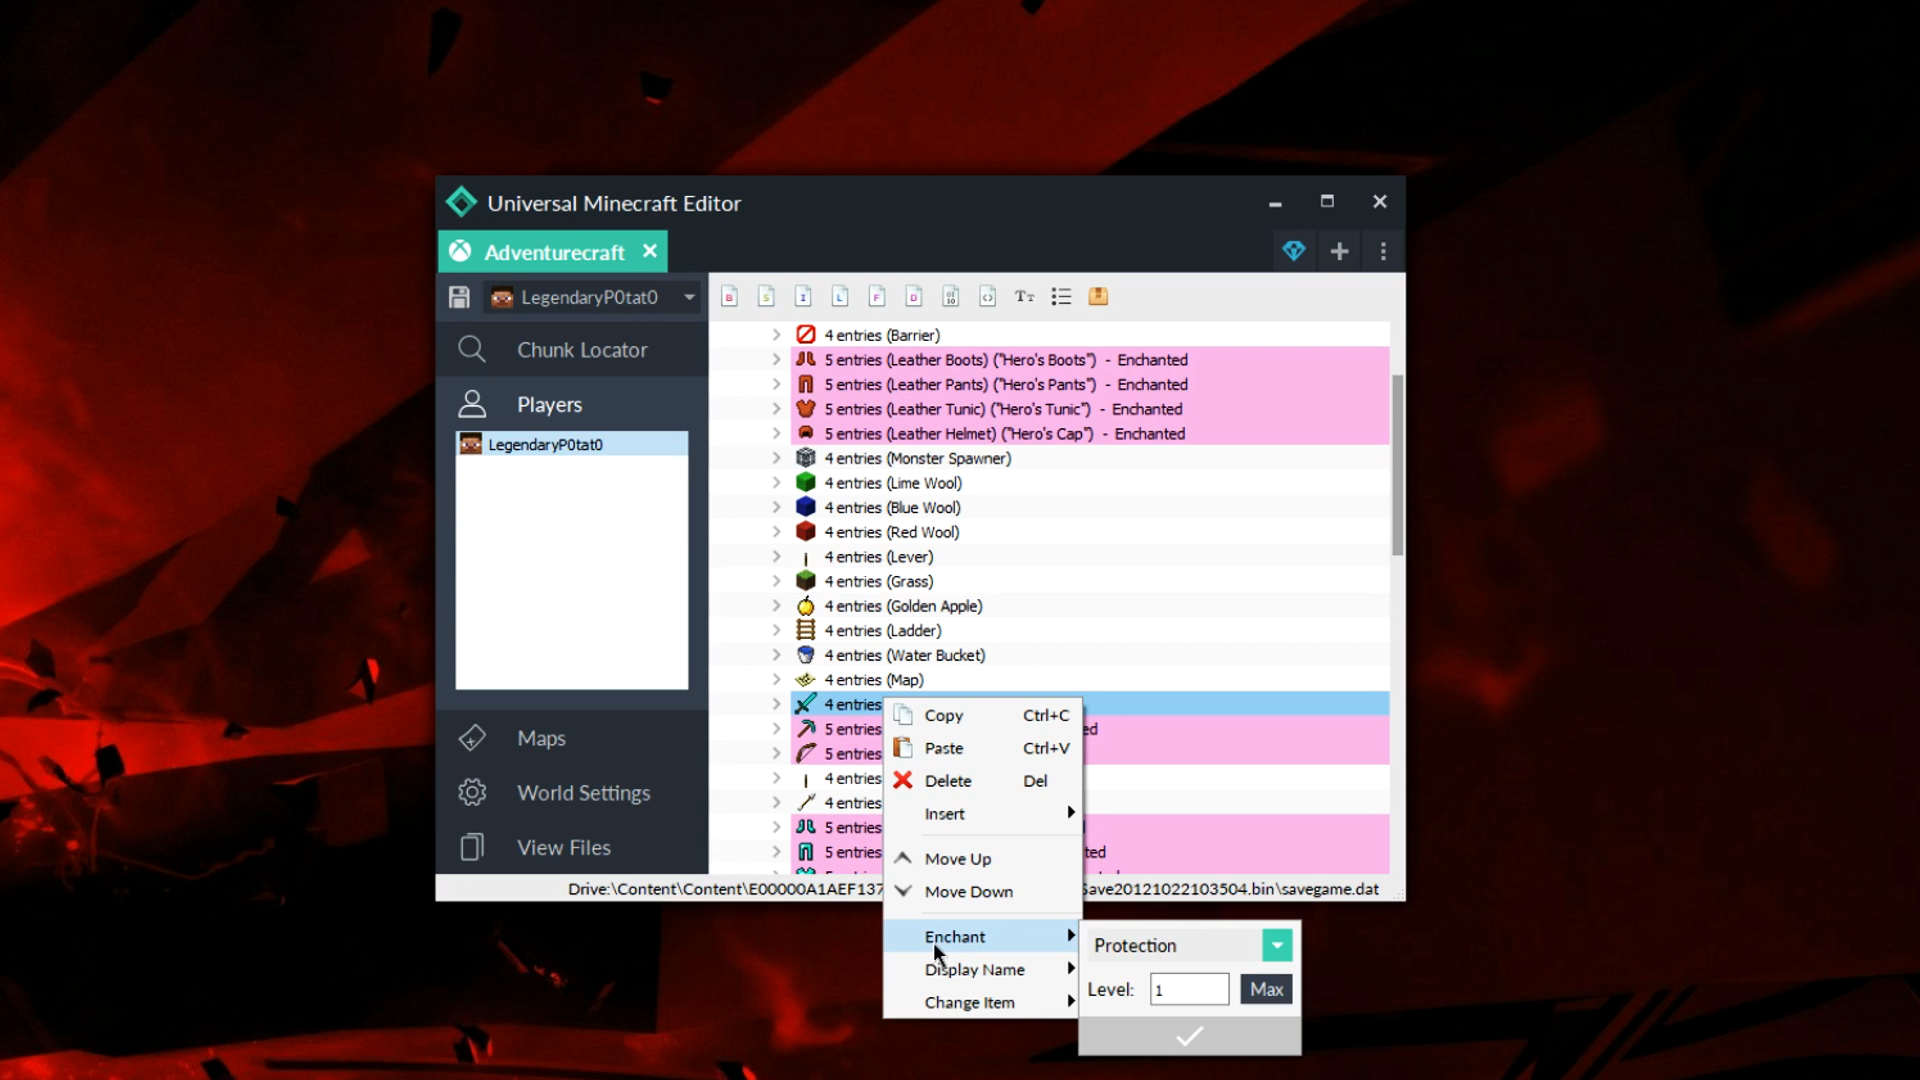 Universal Minecraft Editor
Adventurecraft
LegendaryP0tat0
B S I L F D Tт
Chunk Locator
Players
LegendaryP0tat0
Maps
World Settings
View Files
4 entries (Barrier)
5 entries (Leather Boots) ("Hero's Boots") - Enchanted
5 entries (Leather Pants) ("Hero's Pants") - Enchanted
5 entries (Leather Tunic) ("Hero's Tunic") - Enchanted
5 entries (Leather Helmet) ("Hero's Cap") - Enchanted
4 entries (Monster Spawner)
4 entries (Lime Wool)
4 entries (Blue Wool)
4 entries (Red Wool)
4 entries (Lever)
4 entries (Grass)
4 entries (Golden Apple)
4 entries (Ladder)
4 entries (Water Bucket)
4 entries (Map)
4 entries
5 entries ed
5 entries
4 entries
4 entries
5 entries
5 entries ted
Drive:\Content\Content\E00000A1AEF137 Save20121022103504.bin\savegame.dat
Copy Ctrl+C
Paste Ctrl+V
Delete Del
Insert
Move Up
Move Down
Enchant
Display Name
Change Item
Protection
Level: 1 Max